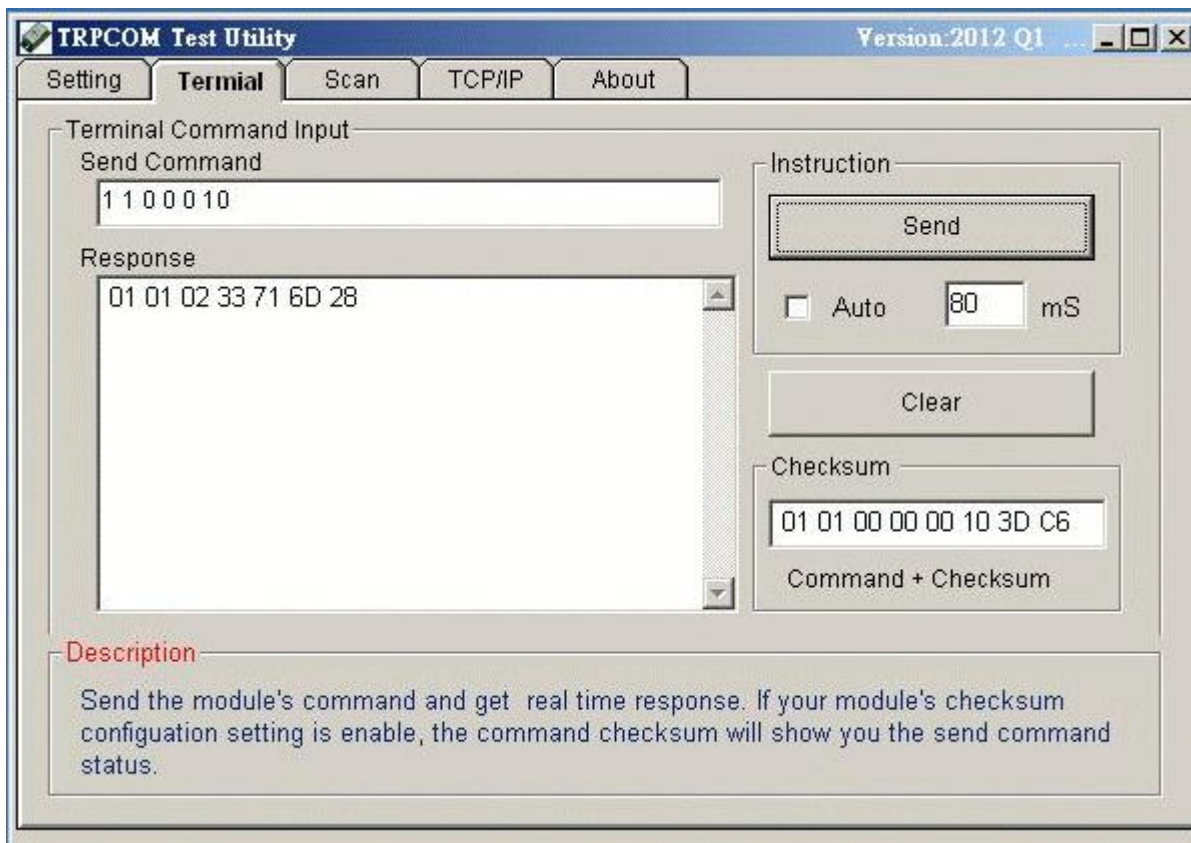 TRPCOM Test Utility Version:2012 Q1 ...
Setting Termial Scan TCP/IP About
Terminal Command Input
Send Command
1 1 0 0 0 10
Response
01 01 02 33 71 6D 28
Instruction
Send
Auto 80 mS
Clear
Checksum
01 01 00 00 00 10 3D C6
Command + Checksum
Description
Send the module's command and get real time response. If your module's checksum
configuation setting is enable, the command checksum will show you the send command
status.